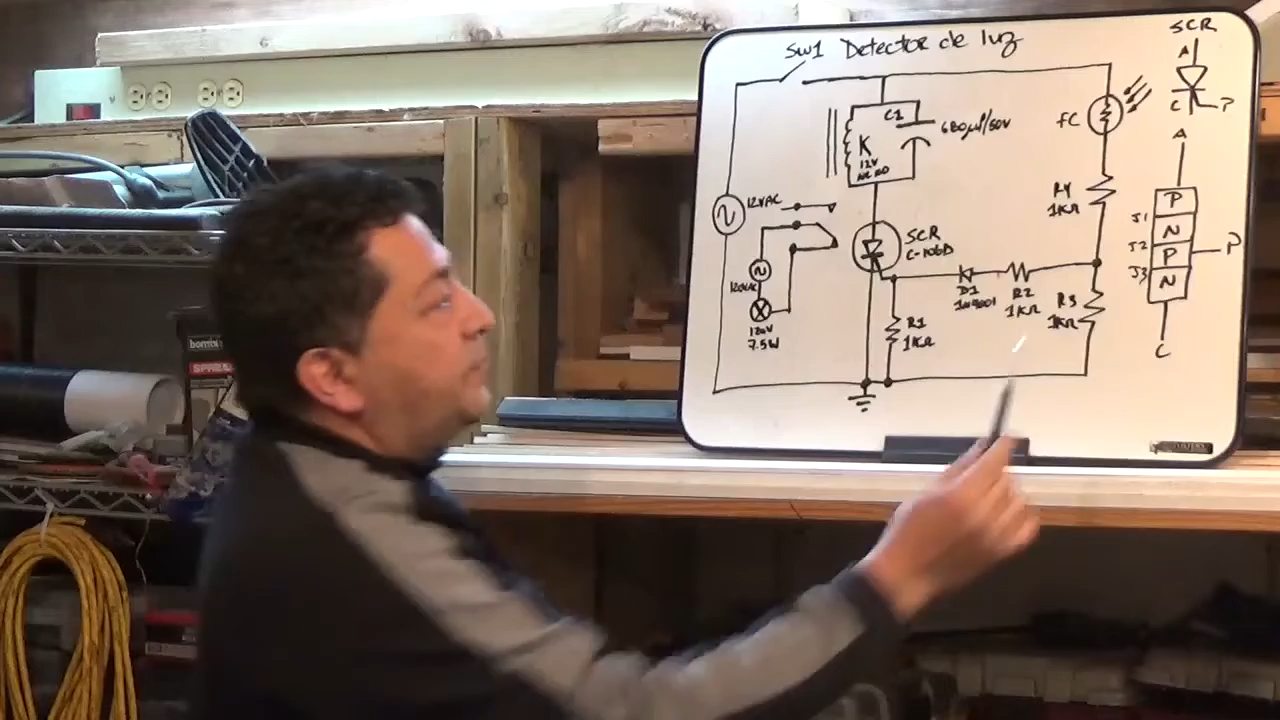 SW1 Detector de luz
SCR
A
C
P
C1
680µf/50V
K
12V
FC
R4
1KΩ
A
P
N
P
N
J1
J2
J3
P
C
12VAC
SCR
C-106D
D1
R2
1KΩ
R3
1KΩ
R1
1KΩ
120VAC
120V
7.5W